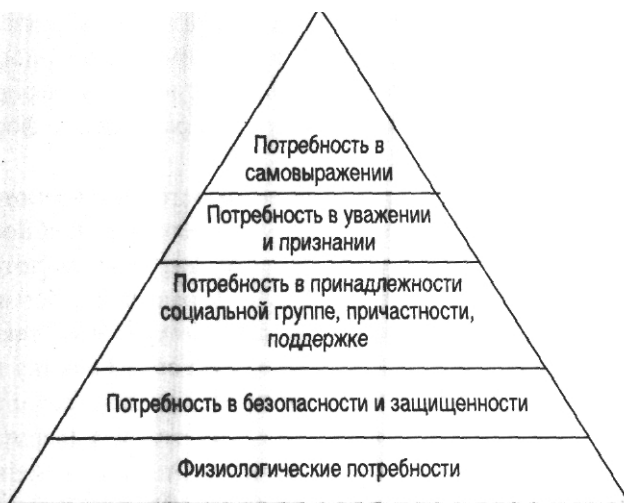 Потребность в
самовыражении
Потребность в уважении
и признании
Потребность в принадлежности
социальной группе, причастности,
поддержке
Потребность в безопасности и защищенности
Физиологические потребности